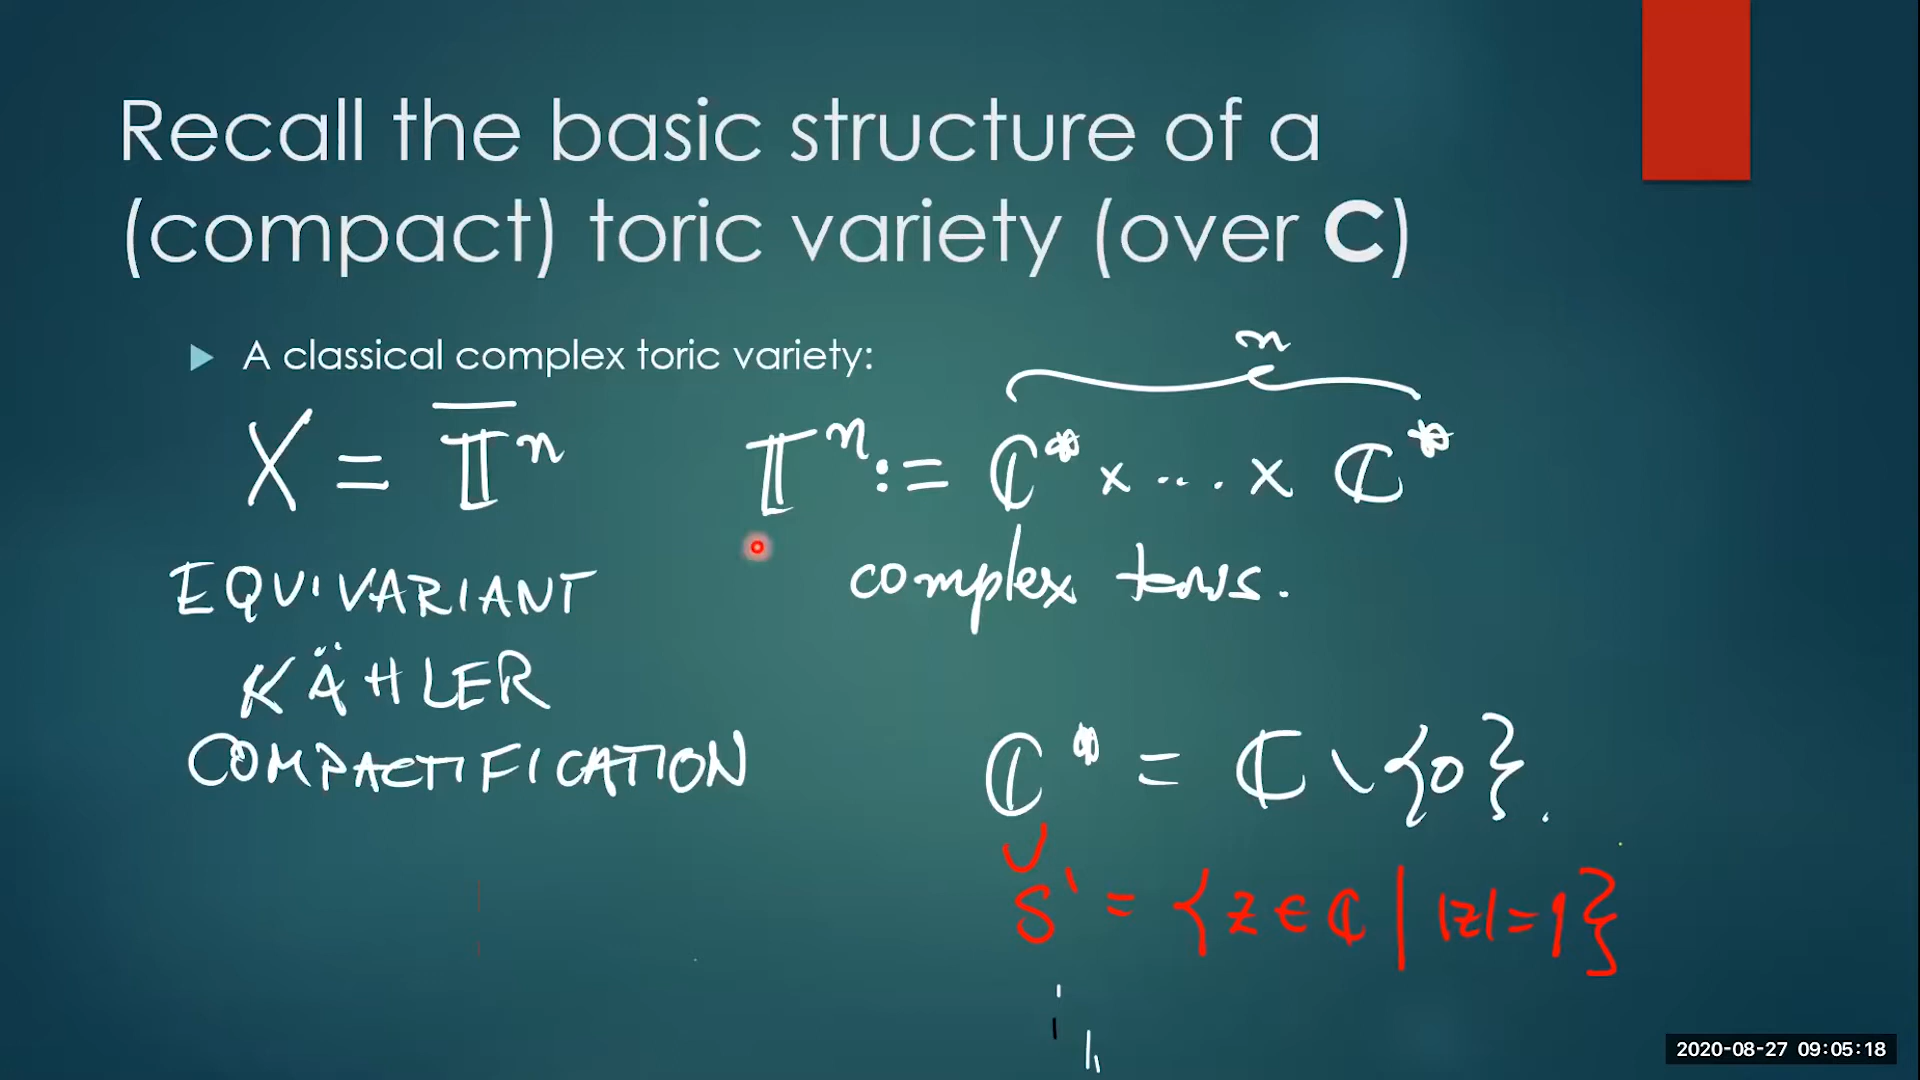 Recall the basic structure of a
(compact) toric variety (over C)
A classical complex toric variety:
n
X = 𝕋̅ⁿ
𝕋ⁿ := ℂ* × ... × ℂ*
complex torus.
EQUIVARIANT
KÄHLER
COMPACTIFICATION
ℂ* = ℂ \ {0}.
∪
S¹ = {z ∈ ℂ | |z| = 1}
2020-08-27 09:05:18